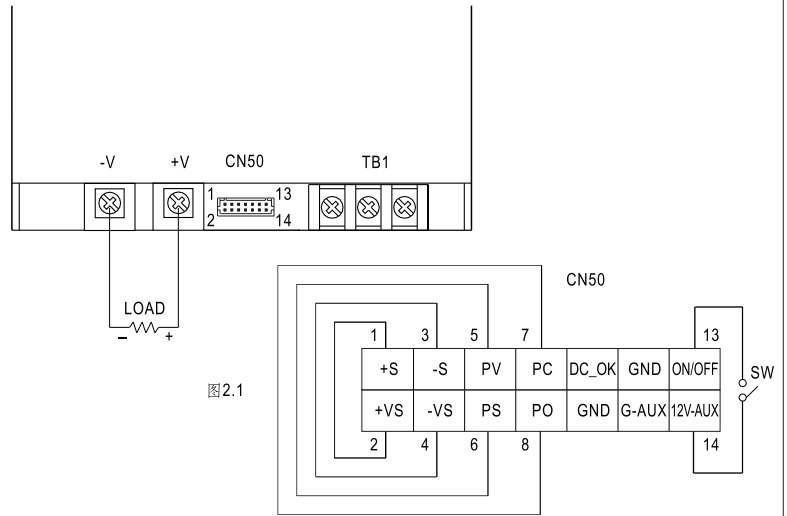 -V +V CN50 TB1
1 13
2 14
LOAD
- +
CN50
1 3 5 7 13
+S -S PV PC DC_OK GND ON/OFF
SW
图2.1
+VS -VS PS PO GND G-AUX 12V-AUX
2 4 6 8 14